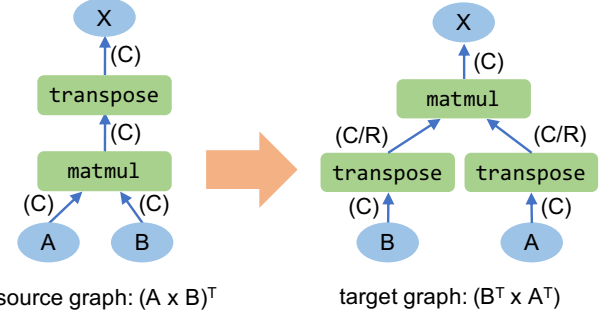 X
(C)
transpose
(C)
matmul
(C) (C)
A B
source graph: (A x B)ᵀ
X
(C)
matmul
(C/R) (C/R)
transpose transpose
(C) (C)
B A
target graph: (Bᵀ x Aᵀ)